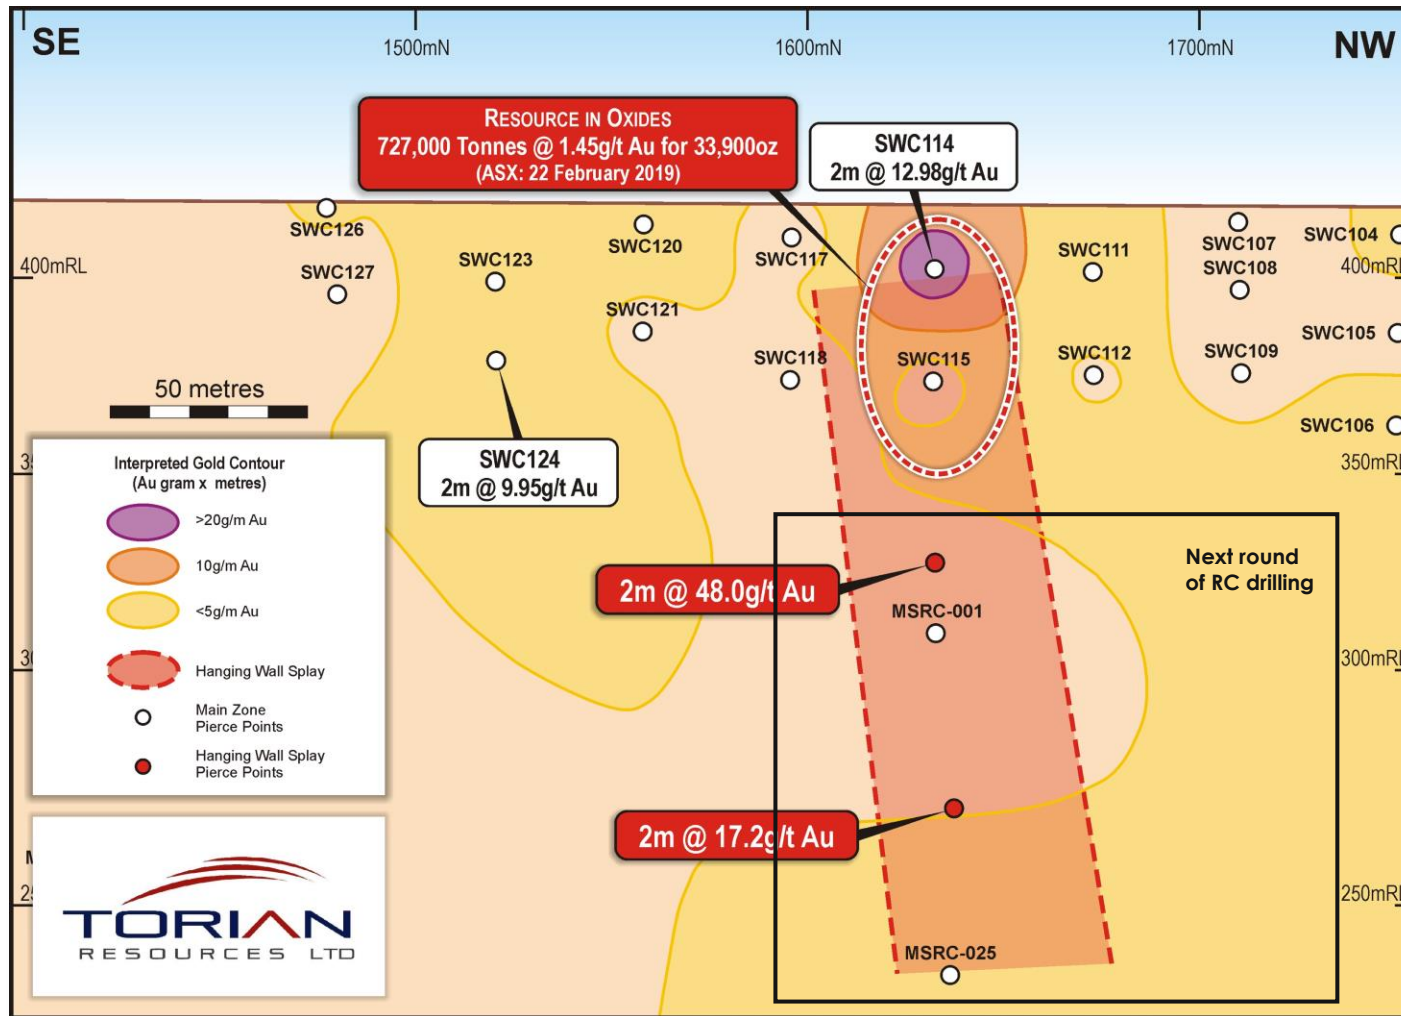 SE
1500mN
1600mN
1700mN
NW
RESOURCE IN OXIDES
727,000 Tonnes @ 1.45g/t Au for 33,900oz
(ASX: 22 February 2019)
SWC114
2m @ 12.98g/t Au
SWC126
SWC120
SWC117
SWC111
SWC107
SWC104
400mRL
SWC127
SWC123
SWC108
400mRL
SWC121
SWC105
SWC118
SWC115
SWC112
SWC109
50 metres
SWC106
SWC124
2m @ 9.95g/t Au
350mRL
Interpreted Gold Contour
(Au gram x metres)
>20g/m Au
10g/m Au
<5g/m Au
Hanging Wall Splay
Main Zone
Pierce Points
Hanging Wall Splay
Pierce Points
Next round
of RC drilling
2m @ 48.0g/t Au
MSRC-001
300mRL
2m @ 17.2g/t Au
250mRL
MSRC-025
TORIAN
RESOURCES LTD